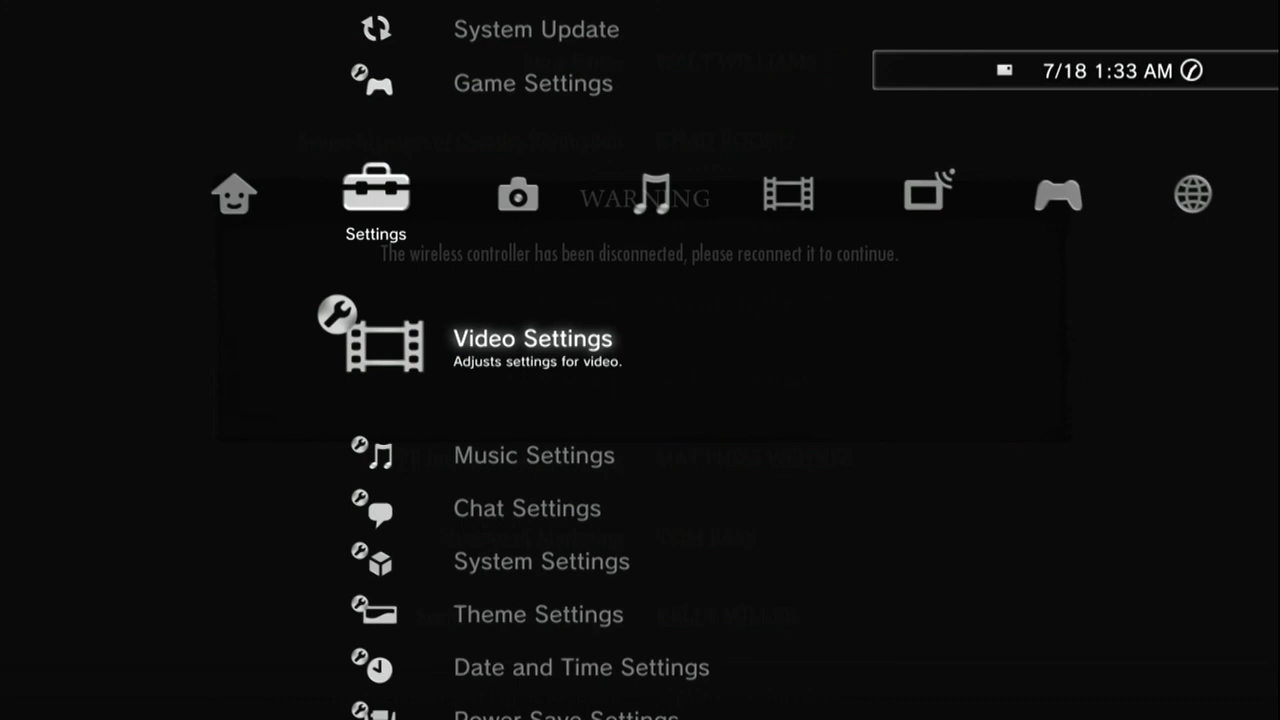 System Update
Game Settings
7/18 1:33 AM
WARNING
Settings
The wireless controller has been disconnected, please reconnect it to continue.
Video Settings
Adjusts settings for video.
Music Settings
Chat Settings
System Settings
Theme Settings
Date and Time Settings
Power Save Settings